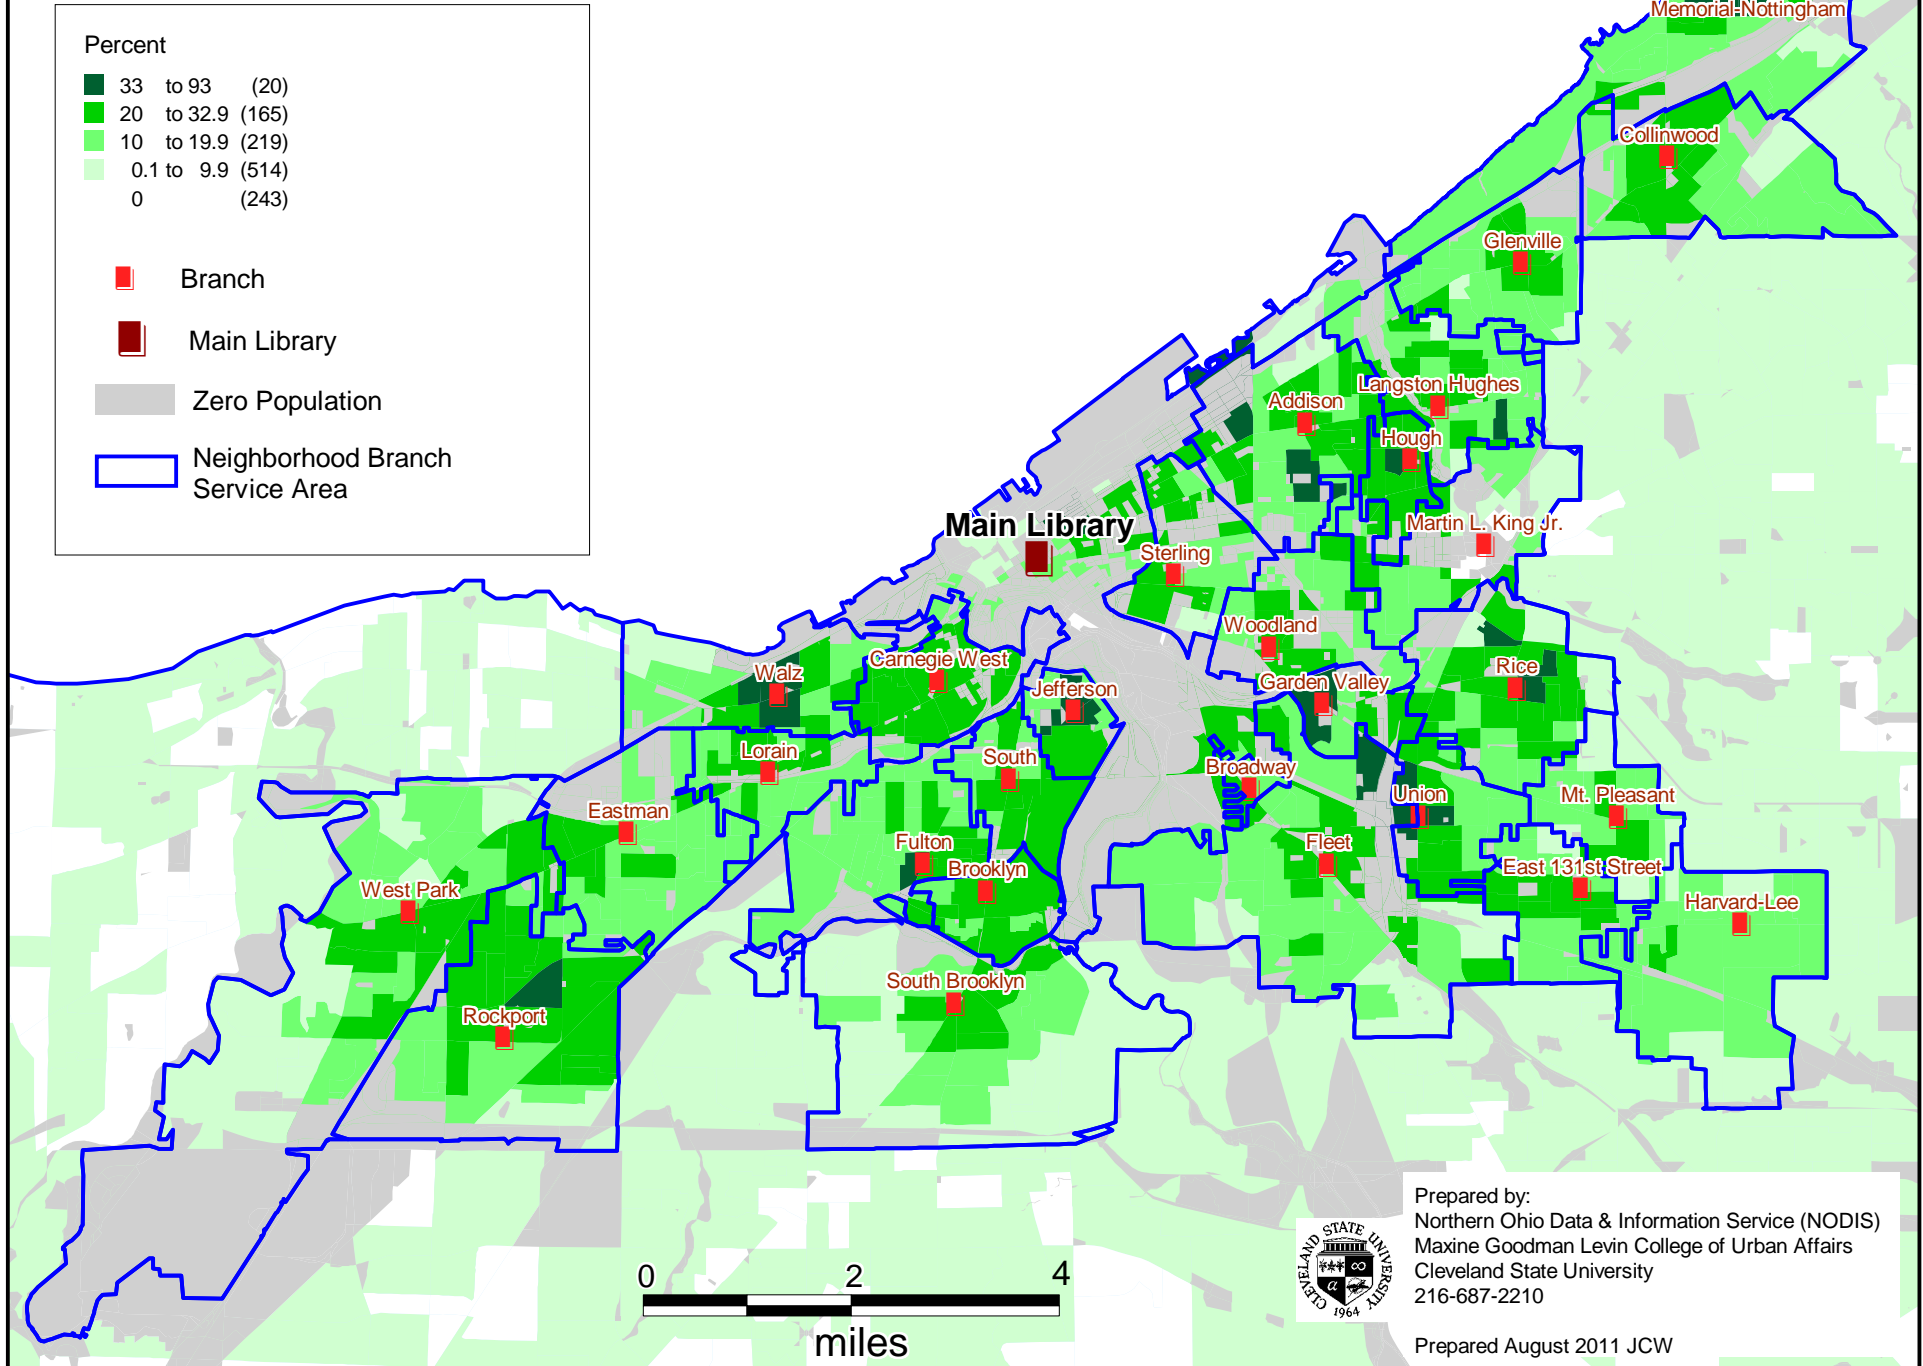 Percent
33 to 93 (20)
20 to 32.9 (165)
10 to 19.9 (219)
0.1 to 9.9 (514)
0 (243)
Branch
Main Library
Zero Population
Neighborhood Branch
Service Area
Memorial-Nottingham
Collinwood
Glenville
Langston Hughes
Addison
Hough
Main Library
Martin L. King Jr.
Sterling
Woodland
Walz
Carnegie West
Jefferson
Garden Valley
Rice
Lorain
South
Broadway
Eastman
Union
Mt. Pleasant
Fulton
Brooklyn
Fleet
East 131st Street
West Park
Harvard-Lee
South Brooklyn
Rockport
0 2 4
miles
CLEVELAND STATE UNIVERSITY
1964
Prepared by:
Northern Ohio Data & Information Service (NODIS)
Maxine Goodman Levin College of Urban Affairs
Cleveland State University
216-687-2210
Prepared August 2011 JCW